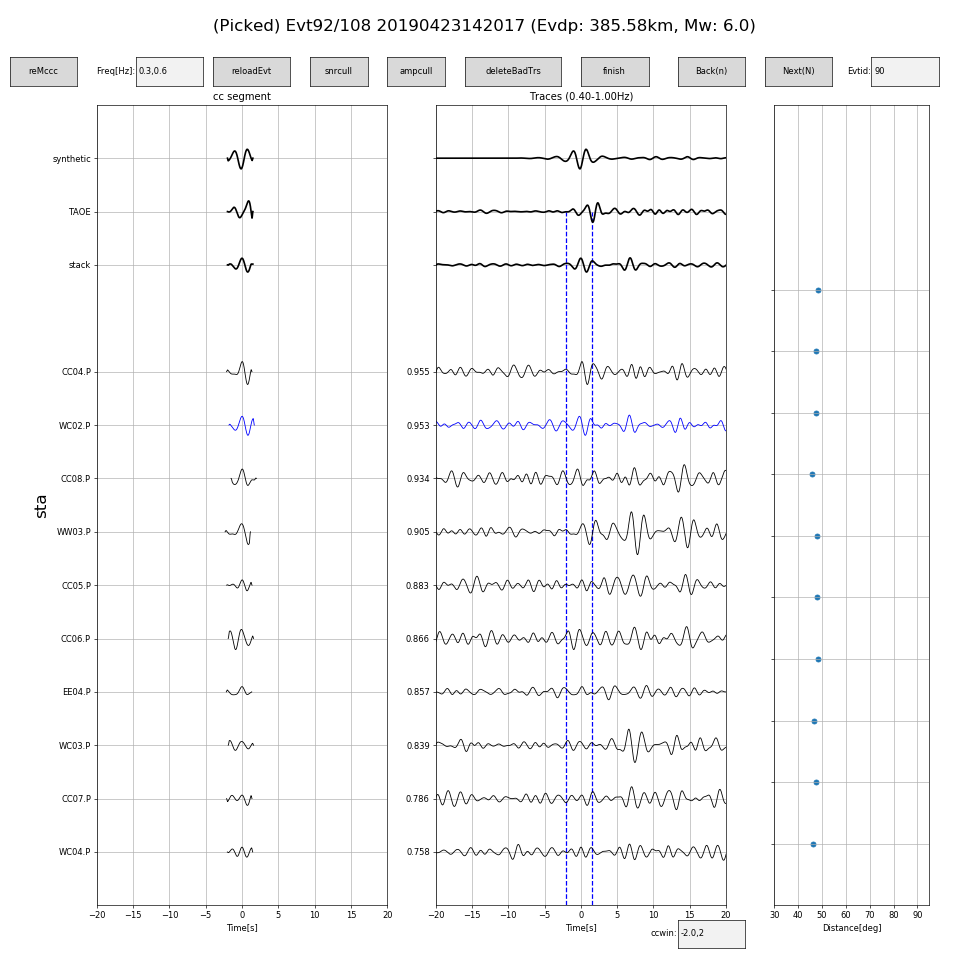 (Picked) Evt92/108 20190423142017 (Evdp: 385.58km, Mw: 6.0)
reMccc Freq[Hz]: 0.3,0.6 reloadEvt snrcull ampcull deleteBadTrs finish Back(n) Next(N) Evtid: 90
cc segment Traces (0.40-1.00Hz)
synthetic
TAOE
stack
CC04.P 0.955
WC02.P 0.953
CC08.P 0.934
WW03.P 0.905
CC05.P 0.883
CC06.P 0.866
EE04.P 0.857
WC03.P 0.839
CC07.P 0.786
WC04.P 0.758
sta
−20 −15 −10 −5 0 5 10 15 20 −20 −15 −10 −5 0 5 10 15 20 30 40 50 60 70 80 90
Time[s] Time[s] Distance[deg]
ccwin: -2.0,2